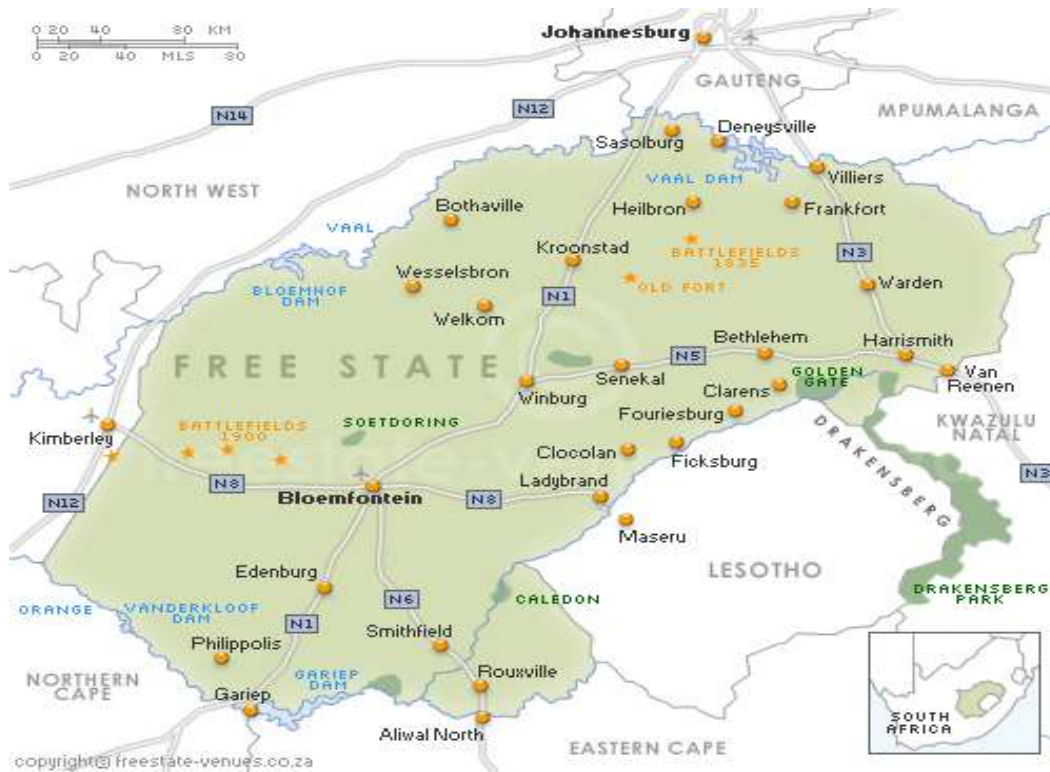 0 20 40 80 KM
0 20 40 MLS 80
Johannesburg
GAUTENG
MPUMALANGA
N14
N12
Sasolburg
Deneysville
NORTH WEST
VAAL DAM
Villiers
Bothaville
Heilbron
Frankfort
VAAL
Kroonstad
BATTLEFIELDS
1835
N3
Wesselsbron
OLD FORT
Warden
BLOEMHOF
DAM
N1
Welkom
Bethlehem
Harrismith
FREE STATE
N5
Senekal
GOLDEN
GATE
Van
Reenen
Winburg
Clarens
Fouriesburg
KWAZULU
NATAL
SOETDORING
BATTLEFIELDS
1900
Kimberley
DRAKENSBERG
Clocolan
Ficksburg
N3
N8
Bloemfontein
N8
Ladybrand
N12
Maseru
LESOTHO
Edenburg
ORANGE
VANDERKLOOF
DAM
N6
CALEDON
DRAKENSBERG
PARK
N1
Smithfield
Philippolis
NORTHERN
CAPE
GARIEP
DAM
Rouxville
Gariep
SOUTH
AFRICA
Aliwal North
EASTERN CAPE
copyright© freestate-venues.co.za